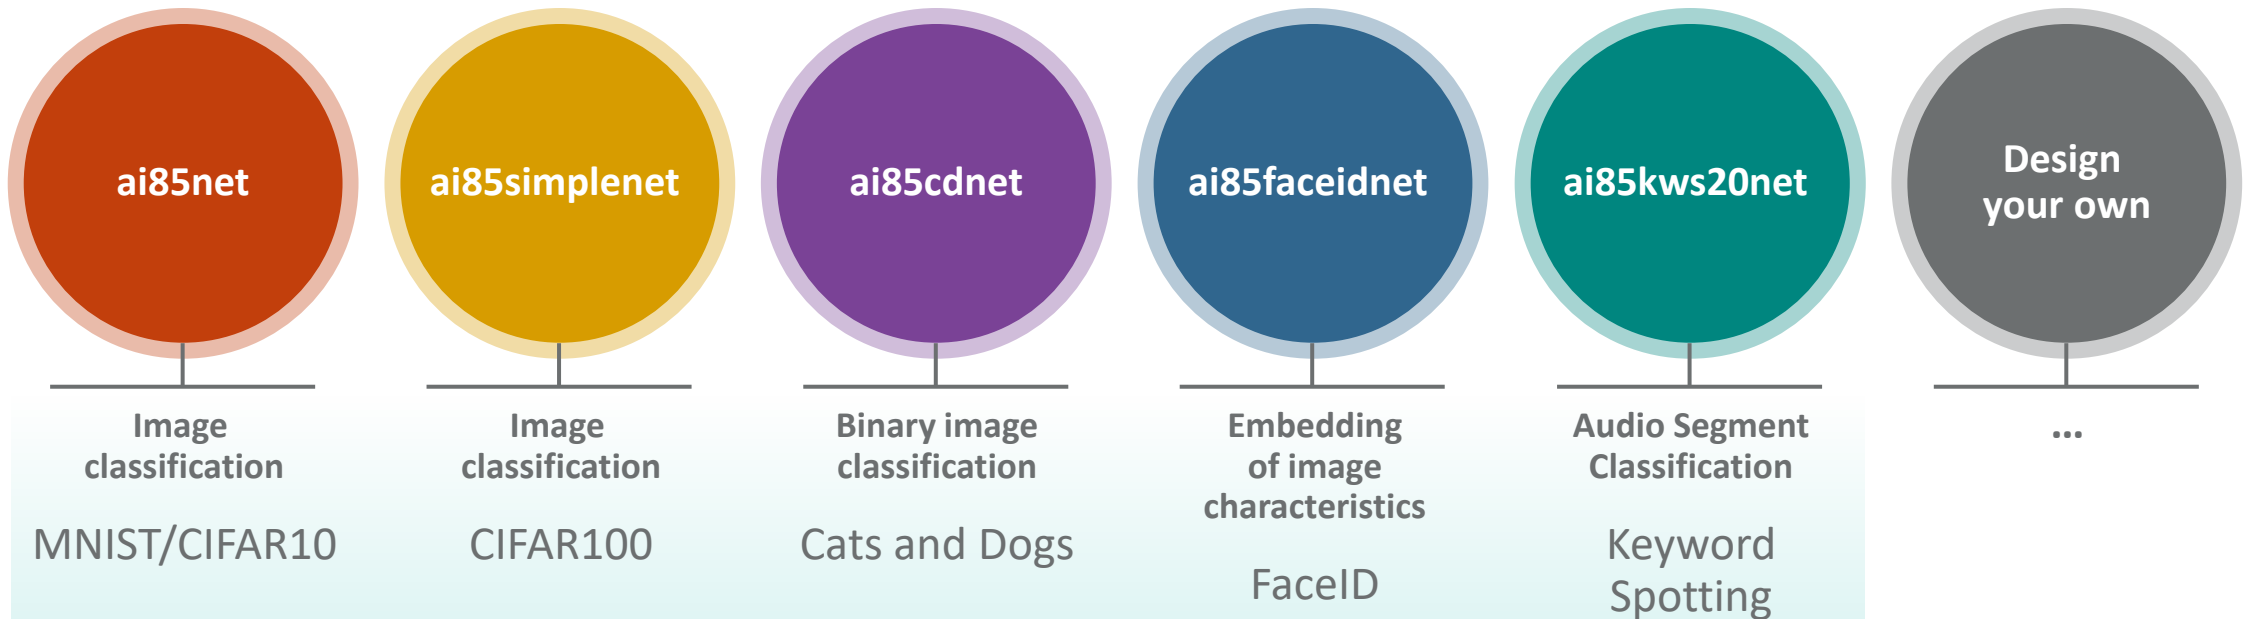 ai85net
ai85simplenet
ai85cdnet
ai85faceidnet
ai85kws20net
Design
your own
Image
classification
MNIST/CIFAR10
Image
classification
CIFAR100
Binary image
classification
Cats and Dogs
Embedding
of image
characteristics
FaceID
Audio Segment
Classification
Keyword
Spotting
...